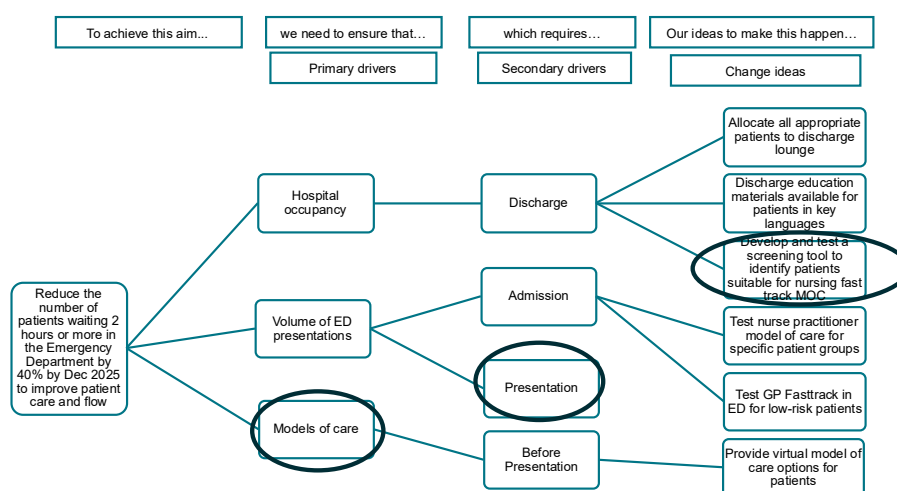 To achieve this aim...
we need to ensure that…
which requires…
Our ideas to make this happen…
Primary drivers
Secondary drivers
Change ideas
Reduce the
number of
patients waiting 2
hours or more in
the Emergency
Department by
40% by Dec 2025
to improve patient
care and flow
Hospital
occupancy
Volume of ED
presentations
Models of care
Discharge
Admission
Presentation
Before
Presentation
Allocate all appropriate
patients to discharge
lounge
Discharge education
materials available for
patients in key
languages
Develop and test a
screening tool to
identify patients
suitable for nursing fast
track MOC
Test nurse practitioner
model of care for
specific patient groups
Test GP Fasttrack in
ED for low-risk patients
Provide virtual model of
care options for
patients